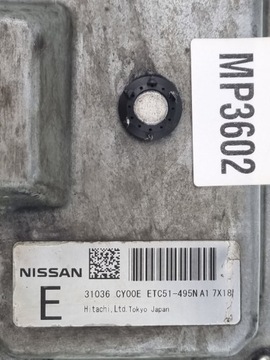 MP3602
NISSAN
E
31036 CY00E ETC51-495N A1 7X18
Hitachi,Ltd.Tokyo Japan